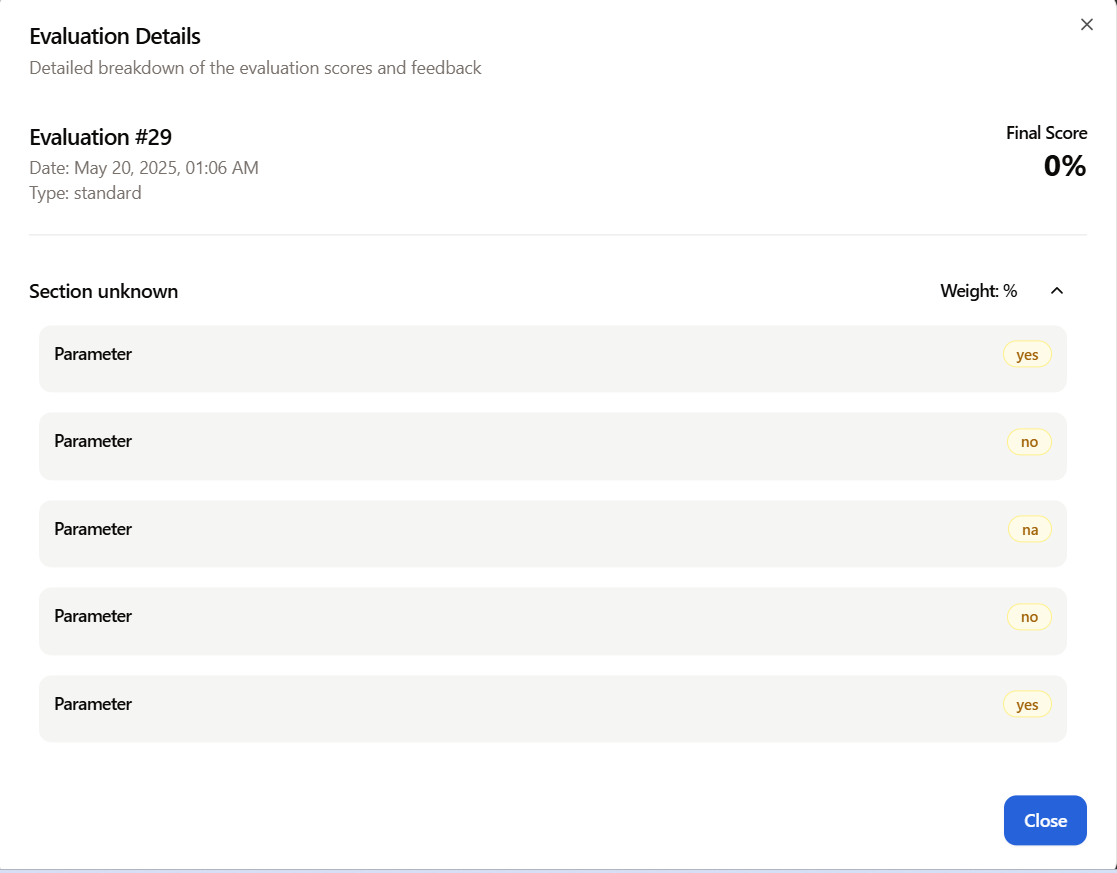 Evaluation Details
Detailed breakdown of the evaluation scores and feedback
Evaluation #29
Date: May 20, 2025, 01:06 AM
Type: standard
Final Score
0%
Section unknown
Weight: %
Parameter
yes
Parameter
no
Parameter
na
Parameter
no
Parameter
yes
Close